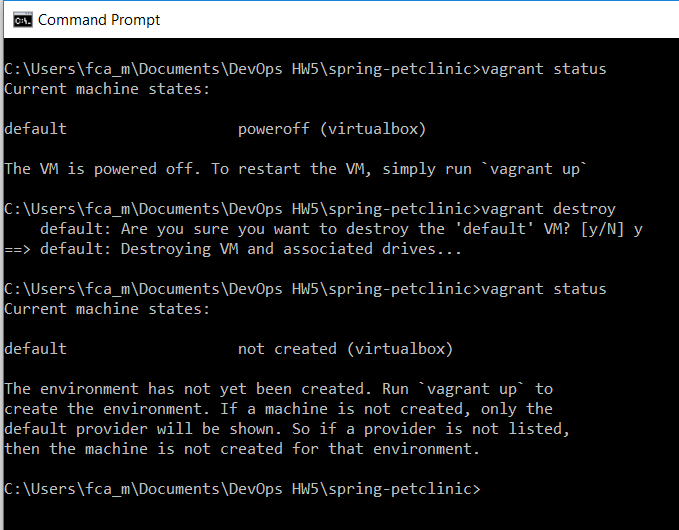 Command Prompt
C:\Users\fca_m\Documents\DevOps HW5\spring-petclinic>vagrant status
Current machine states:
default                   poweroff (virtualbox)
The VM is powered off. To restart the VM, simply run `vagrant up`
C:\Users\fca_m\Documents\DevOps HW5\spring-petclinic>vagrant destroy
    default: Are you sure you want to destroy the 'default' VM? [y/N] y
==> default: Destroying VM and associated drives...
C:\Users\fca_m\Documents\DevOps HW5\spring-petclinic>vagrant status
Current machine states:
default                   not created (virtualbox)
The environment has not yet been created. Run `vagrant up` to
create the environment. If a machine is not created, only the
default provider will be shown. So if a provider is not listed,
then the machine is not created for that environment.
C:\Users\fca_m\Documents\DevOps HW5\spring-petclinic>